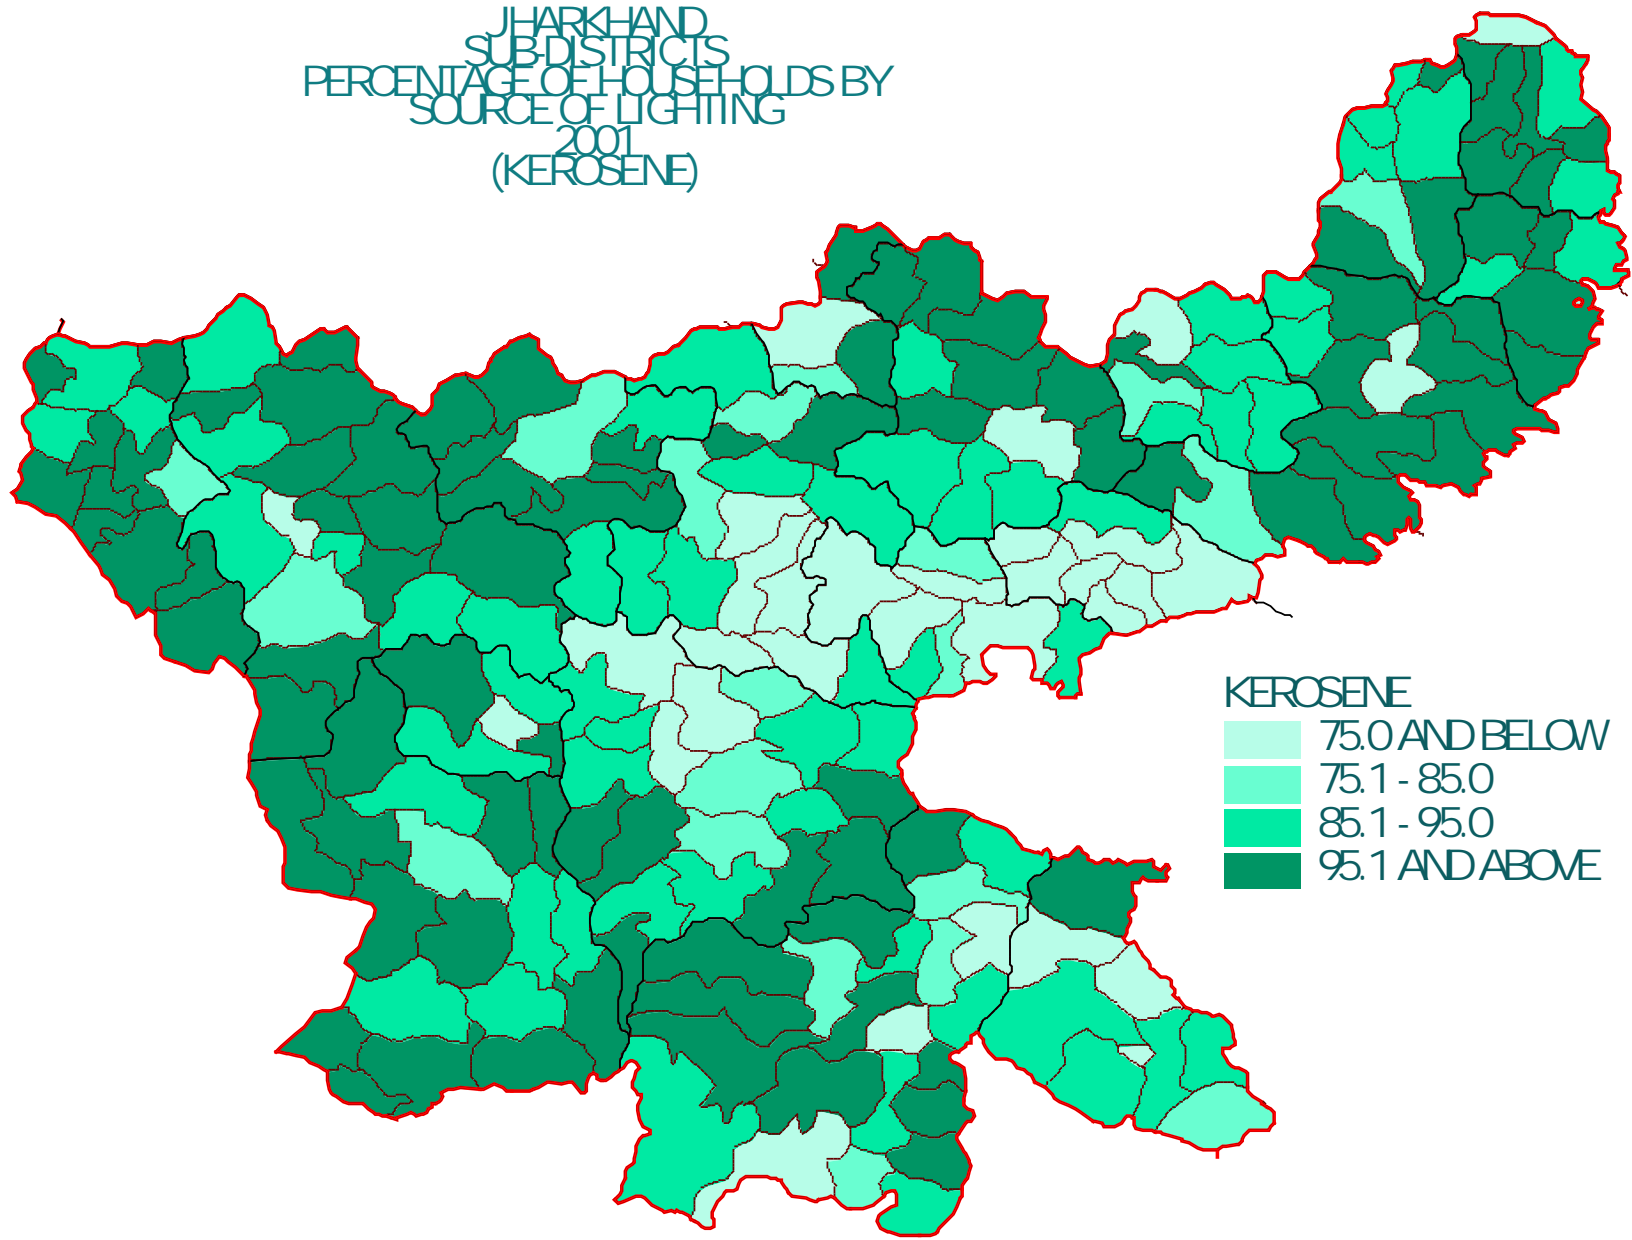 JHARKHAND
SUB-DISTRICTS
PERCENTAGE OF HOUSEHOLDS BY
SOURCE OF LIGHTING
2001
(KEROSENE)
KEROSENE
75.0 AND BELOW
75.1 - 85.0
85.1 - 95.0
95.1 AND ABOVE